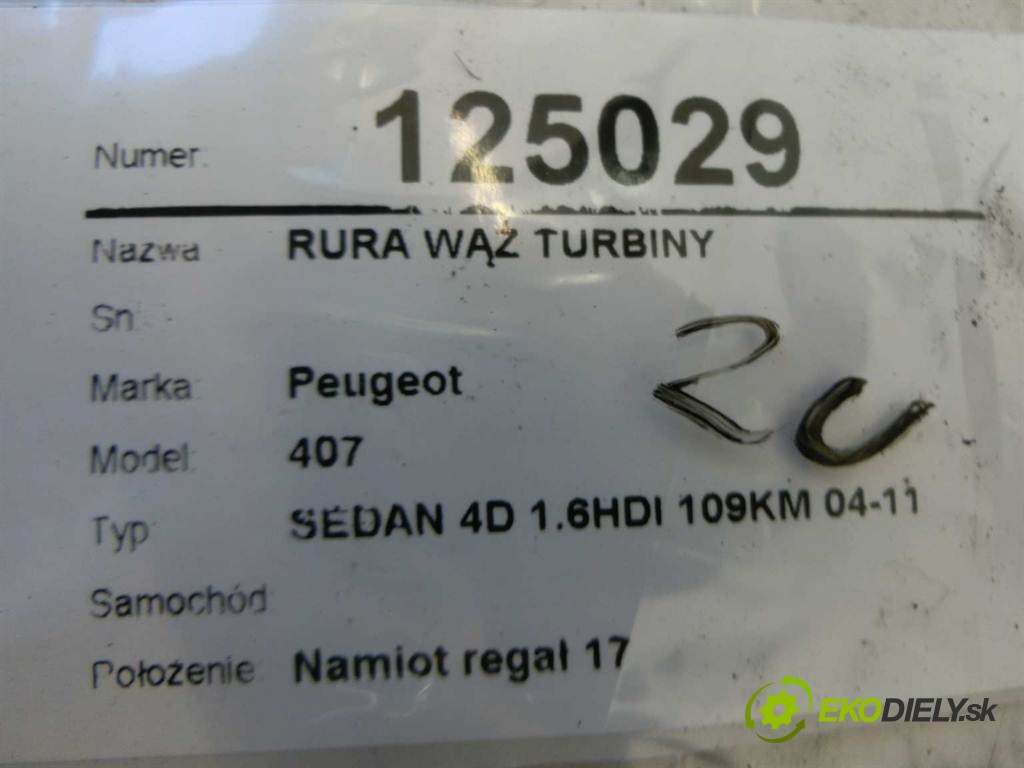 Numer: 125029
Nazwa RURA WĄŻ TURBINY
Sn
Marka: Peugeot
Model: 407
Typ SEDAN 4D 1.6HDI 109KM 04-11
Samochód
Położenie: Namiot regał 17
EKODIELY.sk